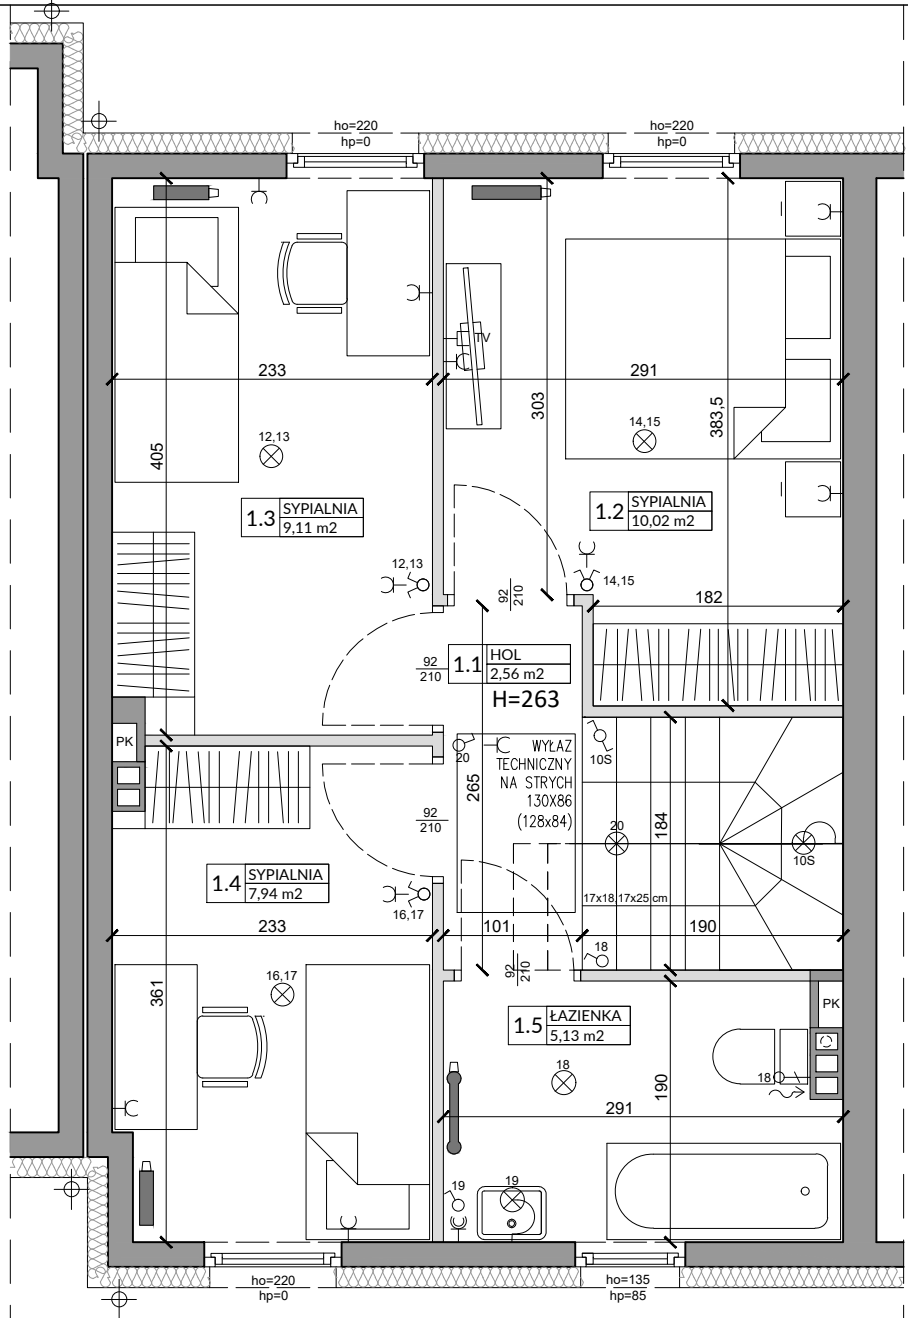 ho=220
hp=0
ho=220
hp=0
TV
233
291
303
383,5
405
12,13
14,15
1.3 SYPIALNIA
9,11 m2
1.2 SYPIALNIA
10,02 m2
12,13
14,15
92
210
182
92
210
1.1 HOL
2,56 m2
H=263
PK
20
WYŁAZ
TECHNICZNY
NA STRYCH
130X86
(128x84)
10S
265
184
92
210
20
10S
1.4 SYPIALNIA
7,94 m2
16,17
17x18,17x25 cm
233
101
190
18
92
210
361
16,17
1.5 ŁAZIENKA
5,13 m2
PK
18
18
190
291
19
19
ho=220
hp=0
ho=135
hp=85